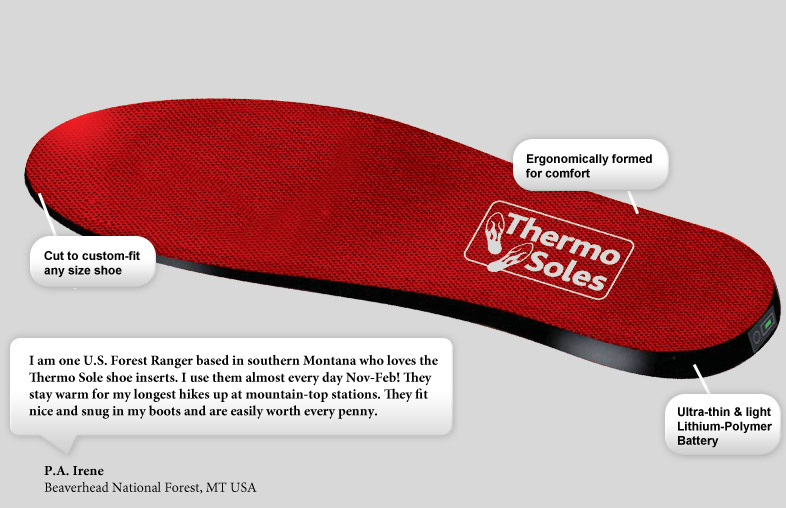 Ergonomically formed
for comfort
Thermo
Soles
Cut to custom-fit
any size shoe
I am one U.S. Forest Ranger based in southern Montana who loves the
Thermo Sole shoe inserts. I use them almost every day Nov-Feb! They
stay warm for my longest hikes up at mountain-top stations. They fit
nice and snug in my boots and are easily worth every penny.
Ultra-thin & light
Lithium-Polymer
Battery
P.A. Irene
Beaverhead National Forest, MT USA